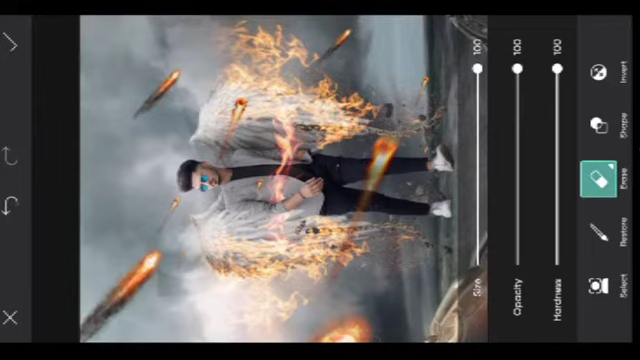 Size
100
Opacity
100
Hardness
100
Select
Restore
Erase
Shape
Invert